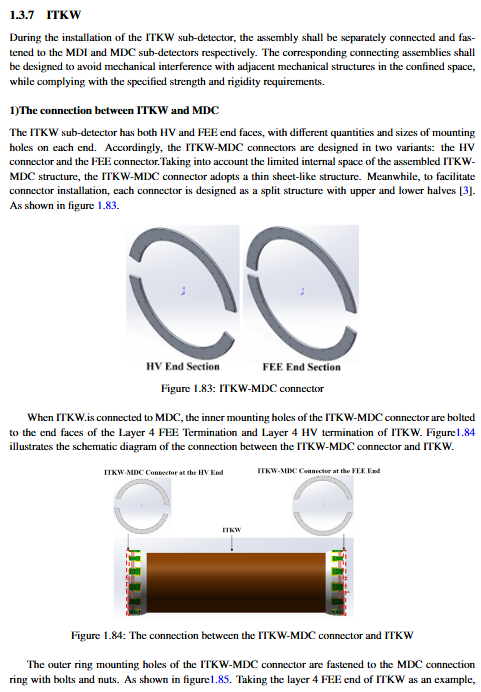 1.3.7 ITKW
During the installation of the ITKW sub-detector, the assembly shall be separately connected and fas-
tened to the MDI and MDC sub-detectors respectively. The corresponding connecting assemblies shall
be designed to avoid mechanical interference with adjacent mechanical structures in the confined space,
while complying with the specified strength and rigidity requirements.
1)The connection between ITKW and MDC
The ITKW sub-detector has both HV and FEE end faces, with different quantities and sizes of mounting
holes on each end. Accordingly, the ITKW-MDC connectors are designed in two variants: the HV
connector and the FEE connector.Taking into account the limited internal space of the assembled ITKW-
MDC structure, the ITKW-MDC connector adopts a thin sheet-like structure. Meanwhile, to facilitate
connector installation, each connector is designed as a split structure with upper and lower halves [3].
As shown in figure 1.83.
HV End Section
FEE End Section
Figure 1.83: ITKW-MDC connector
When ITKW.is connected to MDC, the inner mounting holes of the ITKW-MDC connector are bolted
to the end faces of the Layer 4 FEE Termination and Layer 4 HV termination of ITKW. Figure1.84
illustrates the schematic diagram of the connection between the ITKW-MDC connector and ITKW.
ITKW-MDC Connector at the HV End
ITKW-MDC Connector at the FEE End
ITKW
Figure 1.84: The connection between the ITKW-MDC connector and ITKW
The outer ring mounting holes of the ITKW-MDC connector are fastened to the MDC connection
ring with bolts and nuts. As shown in figure1.85. Taking the layer 4 FEE end of ITKW as an example,